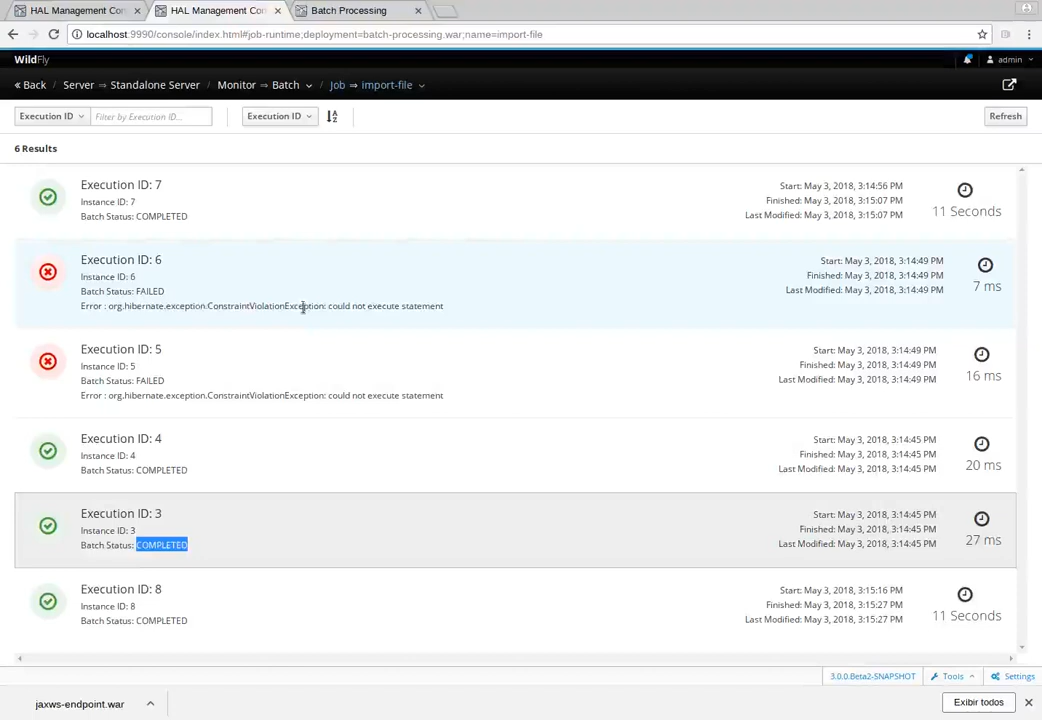 HAL Management Con
HAL Management Con
Batch Processing
localhost:9990/console/index.html#job-runtime;deployment=batch-processing.war;name=import-file
WildFly
admin
« Back / Server ⇒ Standalone Server / Monitor ⇒ Batch / Job ⇒ import-file
Execution ID
Filter by Execution ID...
Execution ID
Refresh
6 Results
Execution ID: 7
Instance ID: 7
Batch Status: COMPLETED
Start: May 3, 2018, 3:14:56 PM
Finished: May 3, 2018, 3:15:07 PM
Last Modified: May 3, 2018, 3:15:07 PM
11 Seconds
Execution ID: 6
Instance ID: 6
Batch Status: FAILED
Error : org.hibernate.exception.ConstraintViolationException: could not execute statement
Start: May 3, 2018, 3:14:49 PM
Finished: May 3, 2018, 3:14:49 PM
Last Modified: May 3, 2018, 3:14:49 PM
7 ms
Execution ID: 5
Instance ID: 5
Batch Status: FAILED
Error : org.hibernate.exception.ConstraintViolationException: could not execute statement
Start: May 3, 2018, 3:14:49 PM
Finished: May 3, 2018, 3:14:49 PM
Last Modified: May 3, 2018, 3:14:49 PM
16 ms
Execution ID: 4
Instance ID: 4
Batch Status: COMPLETED
Start: May 3, 2018, 3:14:45 PM
Finished: May 3, 2018, 3:14:45 PM
Last Modified: May 3, 2018, 3:14:45 PM
20 ms
Execution ID: 3
Instance ID: 3
Batch Status: COMPLETED
Start: May 3, 2018, 3:14:45 PM
Finished: May 3, 2018, 3:14:45 PM
Last Modified: May 3, 2018, 3:14:45 PM
27 ms
Execution ID: 8
Instance ID: 8
Batch Status: COMPLETED
Start: May 3, 2018, 3:15:16 PM
Finished: May 3, 2018, 3:15:27 PM
Last Modified: May 3, 2018, 3:15:27 PM
11 Seconds
3.0.0.Beta2-SNAPSHOT
Tools
Settings
jaxws-endpoint.war
Exibir todos